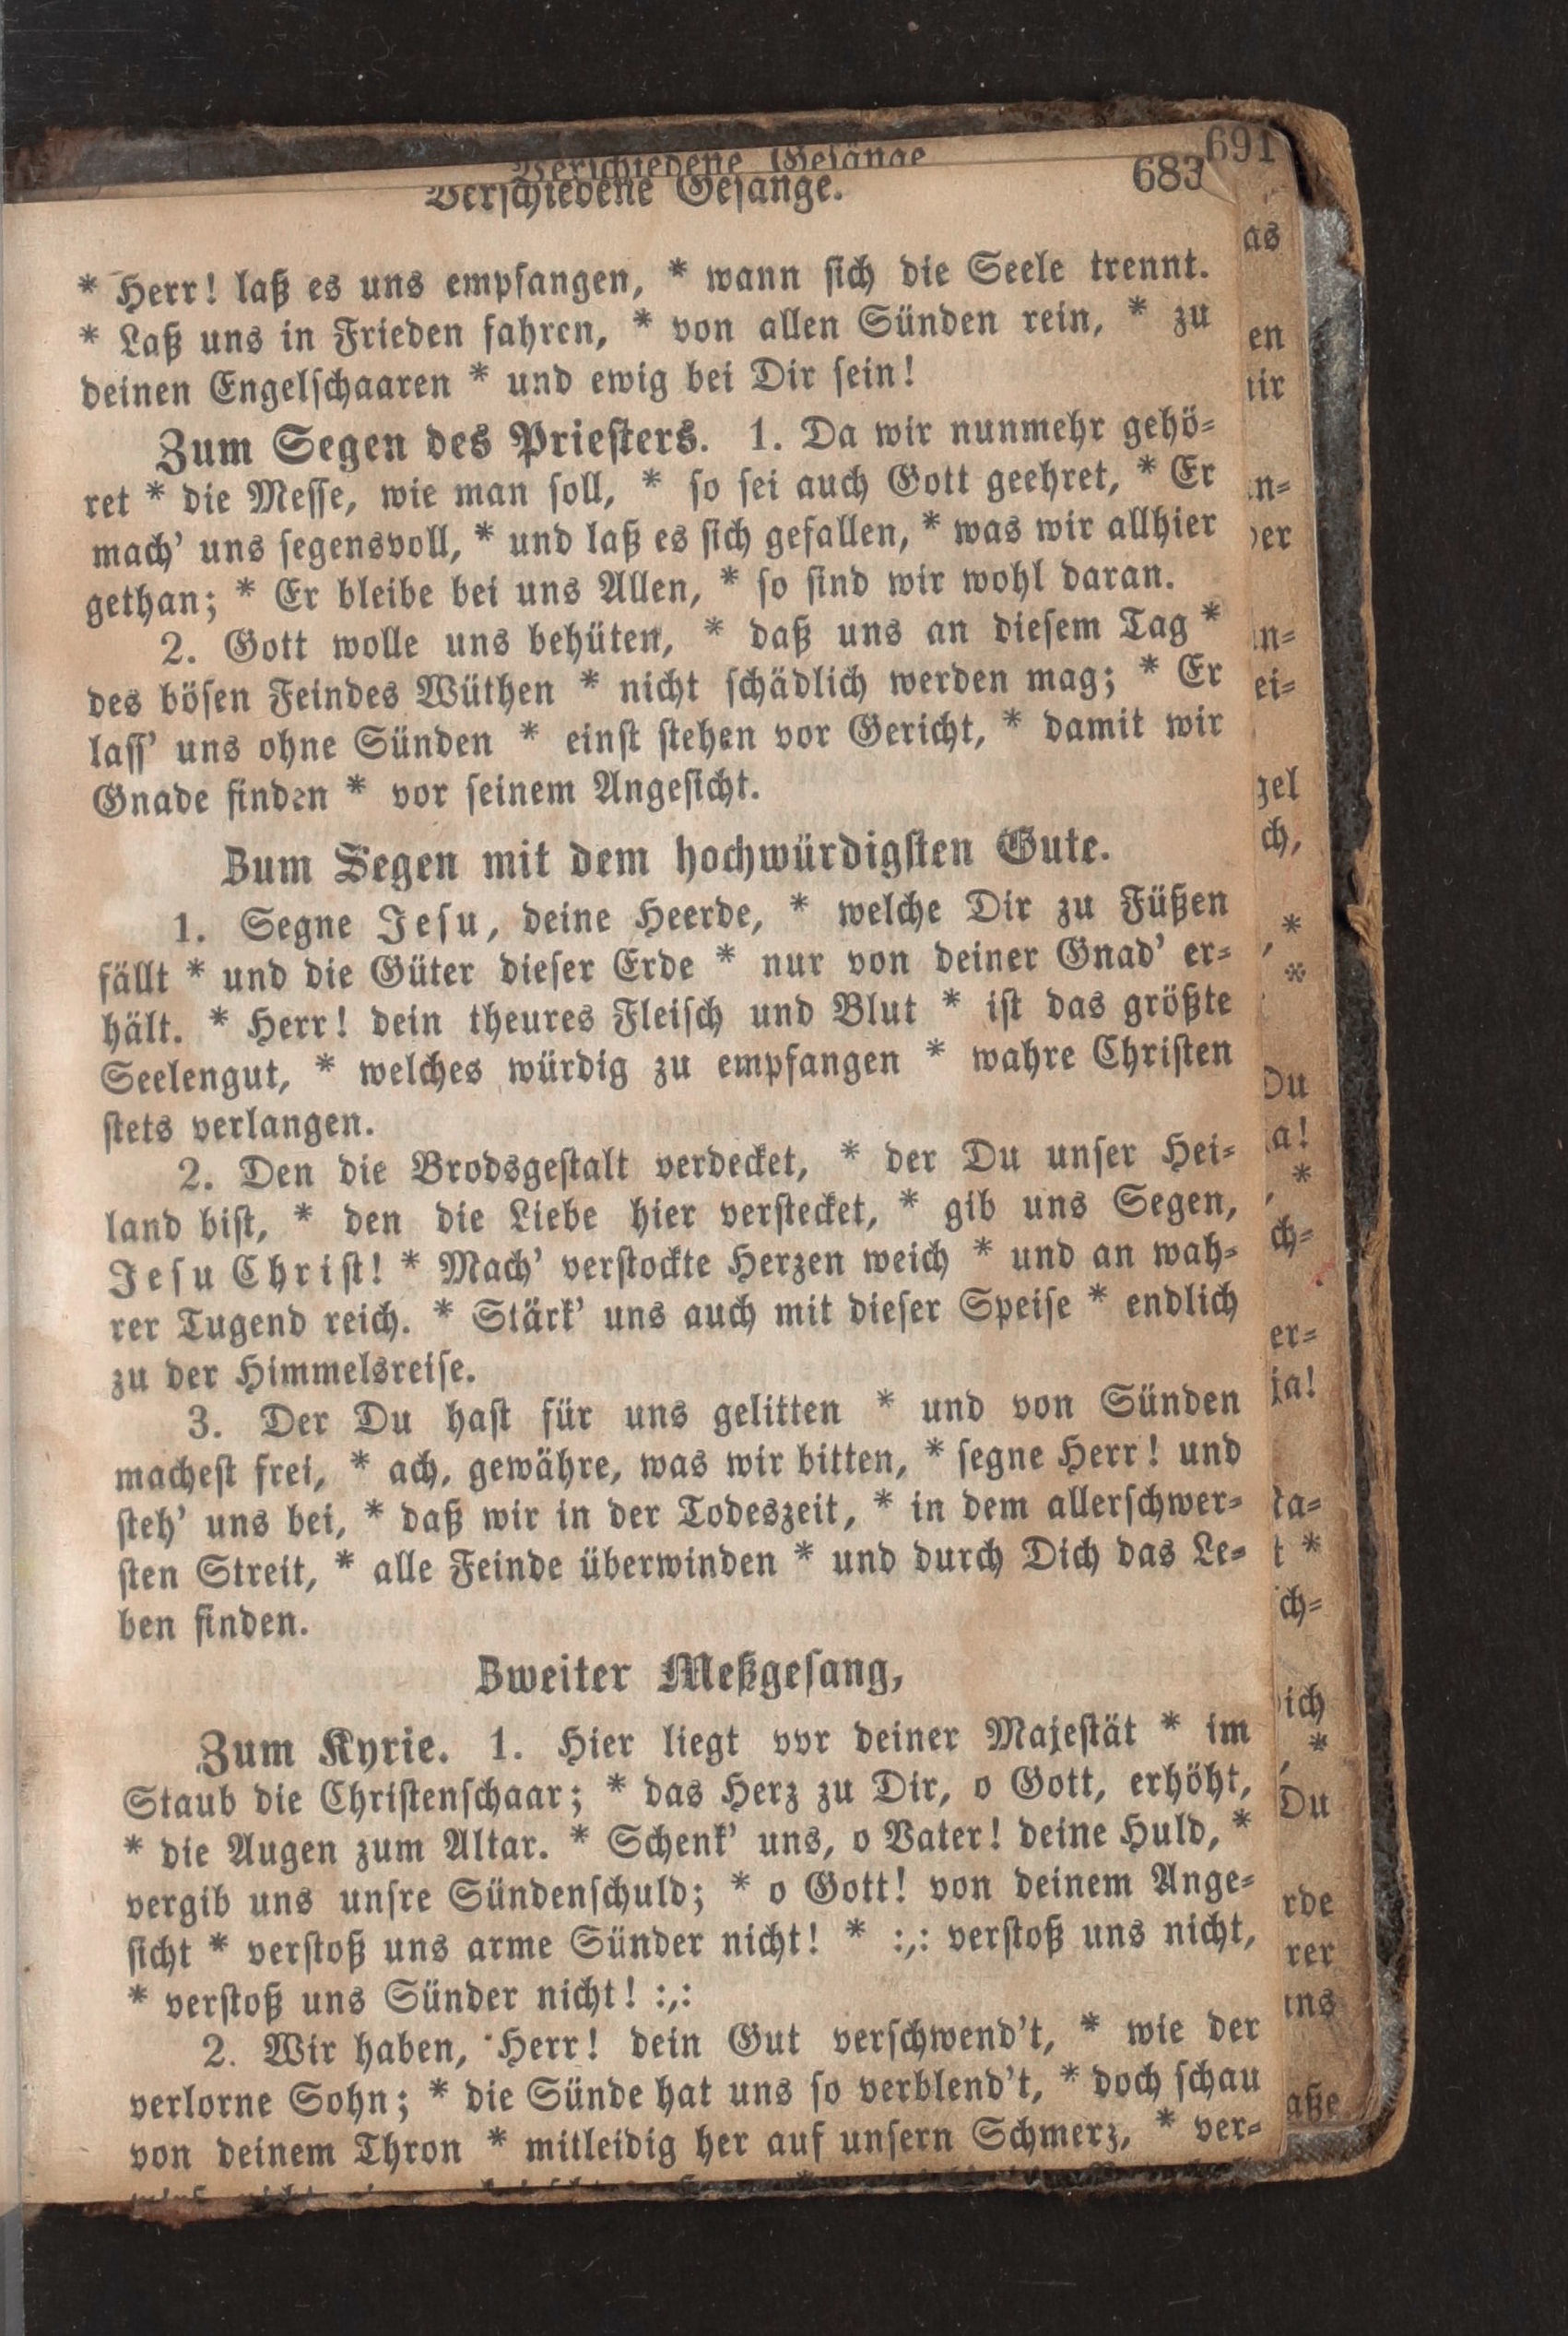 Verschiedene Gesänge
691
Verschiedene Gesänge.
683
* Herr! laß es uns empfangen, * wann sich die Seele trennt.
* Laß uns in Frieden fahren, * von allen Sünden rein, * zu
deinen Engelschaaren * und ewig bei Dir sein!
Zum Segen des Priesters. 1. Da wir nunmehr gehö-
ret * die Messe, wie man soll, * so sei auch Gott geehret, * Er
mach' uns segensvoll, * und laß es sich gefallen, * was wir allhier
gethan; * Er bleibe bei uns Allen, * so sind wir wohl daran.
2. Gott wolle uns behüten, * daß uns an diesem Tag *
des bösen Feindes Wüthen * nicht schädlich werden mag; * Er
lass' uns ohne Sünden * einst stehen vor Gericht, * damit wir
Gnade finden * vor seinem Angesicht.
Zum Segen mit dem hochwürdigsten Gute.
1. Segne Jesu, deine Heerde, * welche Dir zu Füßen
fällt * und die Güter dieser Erde * nur von deiner Gnad' er-
hält. * Herr! dein theures Fleisch und Blut * ist das größte
Seelengut, * welches würdig zu empfangen * wahre Christen
stets verlangen.
2. Den die Brodsgestalt verdecket, * der Du unser Hei-
land bist, * den die Liebe hier verstecket, * gib uns Segen,
Jesu Christ! * Mach' verstockte Herzen weich * und an wah-
rer Tugend reich. * Stärk' uns auch mit dieser Speise * endlich
zu der Himmelsreise.
3. Der Du hast für uns gelitten * und von Sünden
machest frei, * ach, gewähre, was wir bitten, * segne Herr! und
steh' uns bei, * daß wir in der Todeszeit, * in dem allerschwer-
sten Streit, * alle Feinde überwinden * und durch Dich das Le-
ben finden.
Zweiter Meßgesang,
Zum Kyrie. 1. Hier liegt vor deiner Majestät * im
Staub die Christenschaar; * das Herz zu Dir, o Gott, erhöht,
* die Augen zum Altar. * Schenk' uns, o Vater! deine Huld, *
vergib uns unsre Sündenschuld; * o Gott! von deinem Ange-
sicht * verstoß uns arme Sünder nicht! * :,: verstoß uns nicht,
* verstoß uns Sünder nicht! :,:
2. Wir haben, Herr! dein Gut verschwend't, * wie der
verlorne Sohn; * die Sünde hat uns so verblend't, * doch schau
von deinem Thron * mitleidig her auf unsern Schmerz, * ver-